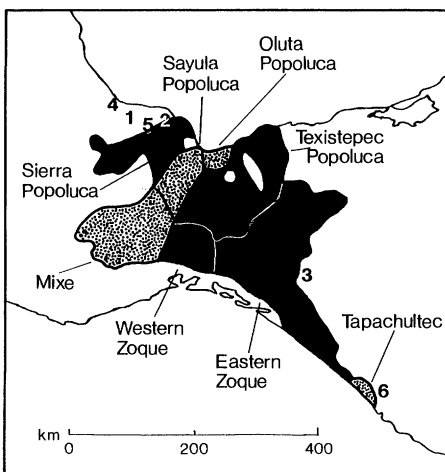 Oluta
Popoluca
Sayula
Popoluca
4
1
5 2
Texistepec
Popoluca
Sierra
Popoluca
3
Mixe
Western
Zoque
Eastern
Zoque
Tapachultec
6
km
0 200 400